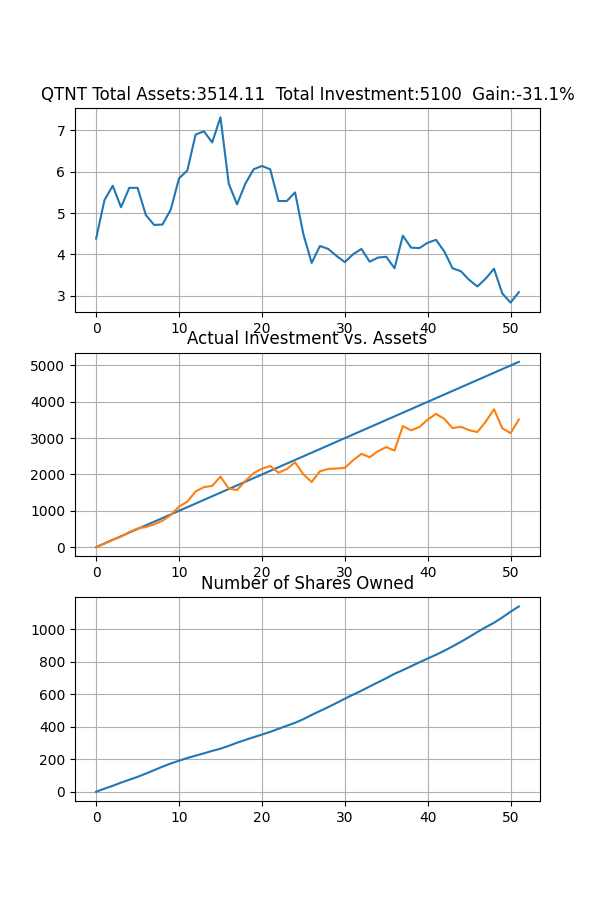 QTNT Total Assets:3514.11  Total Investment:5100  Gain:-31.1%
7
6
5
4
3
0 10 20 30 40 50
Actual Investment vs. Assets
5000
4000
3000
2000
1000
0
0 10 20 30 40 50
Number of Shares Owned
1000
800
600
400
200
0
0 10 20 30 40 50